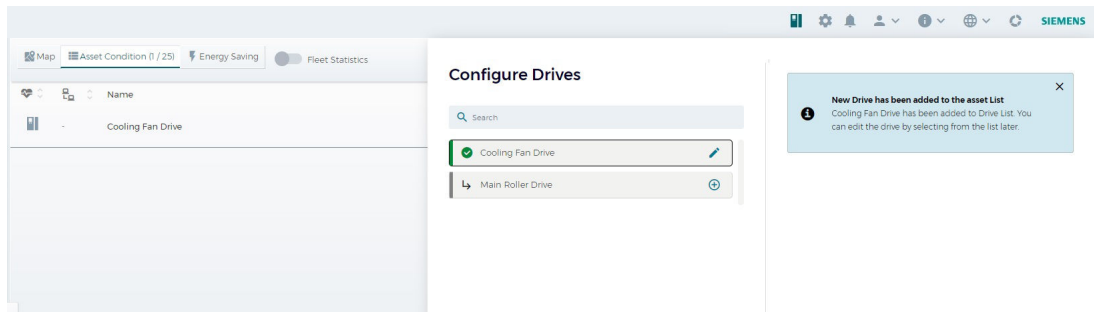 SIEMENS
Map
Asset Condition (1 / 25)
Energy Saving
Fleet Statistics
Name
-
Cooling Fan Drive
Configure Drives
Search
Cooling Fan Drive
Main Roller Drive
New Drive has been added to the asset List
Cooling Fan Drive has been added to Drive List. You
can edit the drive by selecting from the list later.